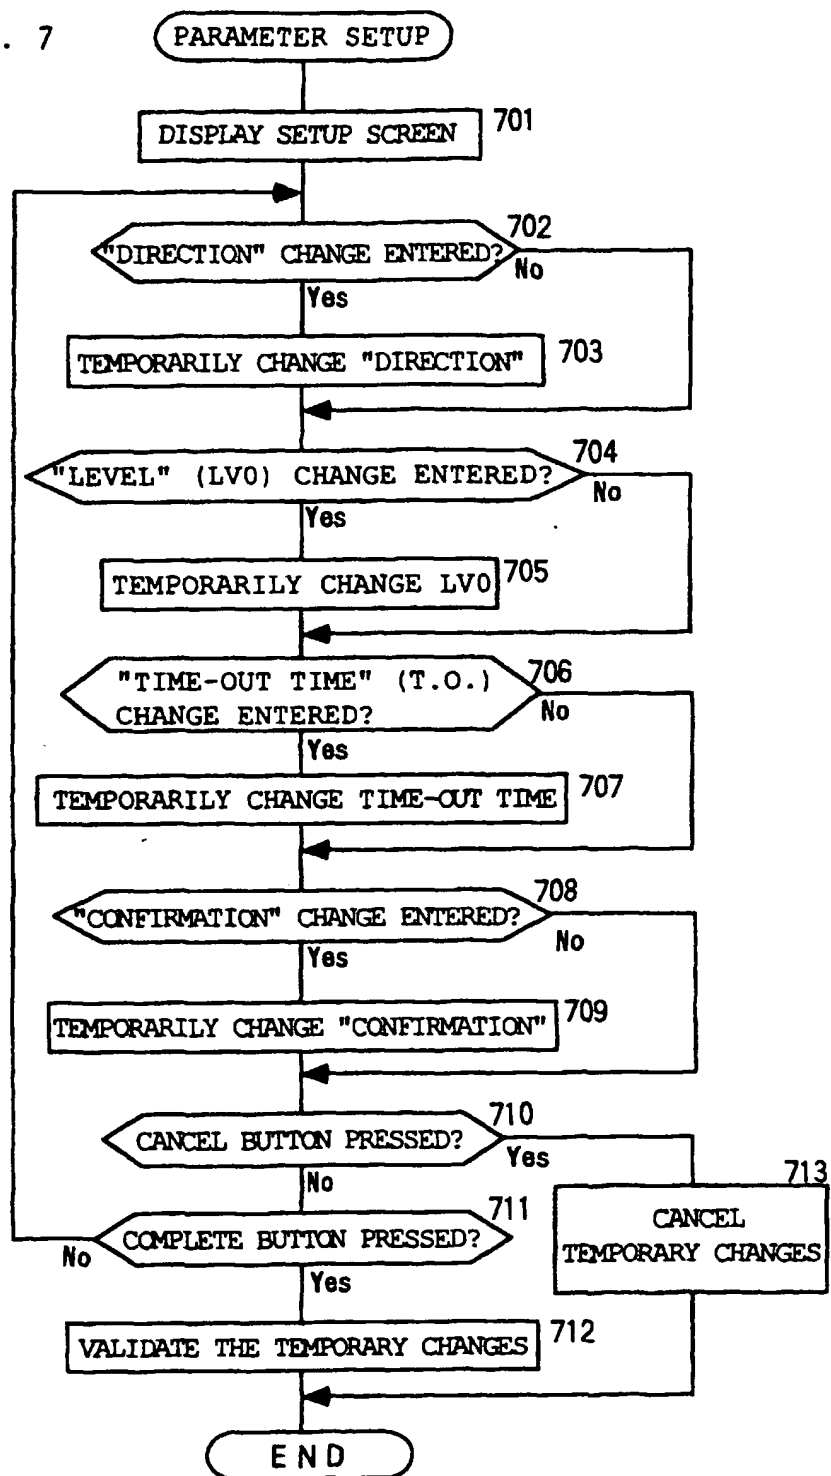 . 7
PARAMETER SETUP
DISPLAY SETUP SCREEN
701
"DIRECTION" CHANGE ENTERED?
702
No
Yes
TEMPORARILY CHANGE "DIRECTION"
703
"LEVEL" (LV0) CHANGE ENTERED?
704
No
Yes
TEMPORARILY CHANGE LV0
705
"TIME-OUT TIME" (T.O.)
CHANGE ENTERED?
706
No
Yes
TEMPORARILY CHANGE TIME-OUT TIME
707
"CONFIRMATION" CHANGE ENTERED?
708
No
Yes
TEMPORARILY CHANGE "CONFIRMATION"
709
CANCEL BUTTON PRESSED?
710
Yes
No
713
CANCEL
TEMPORARY CHANGES
COMPLETE BUTTON PRESSED?
711
No
Yes
VALIDATE THE TEMPORARY CHANGES
712
END